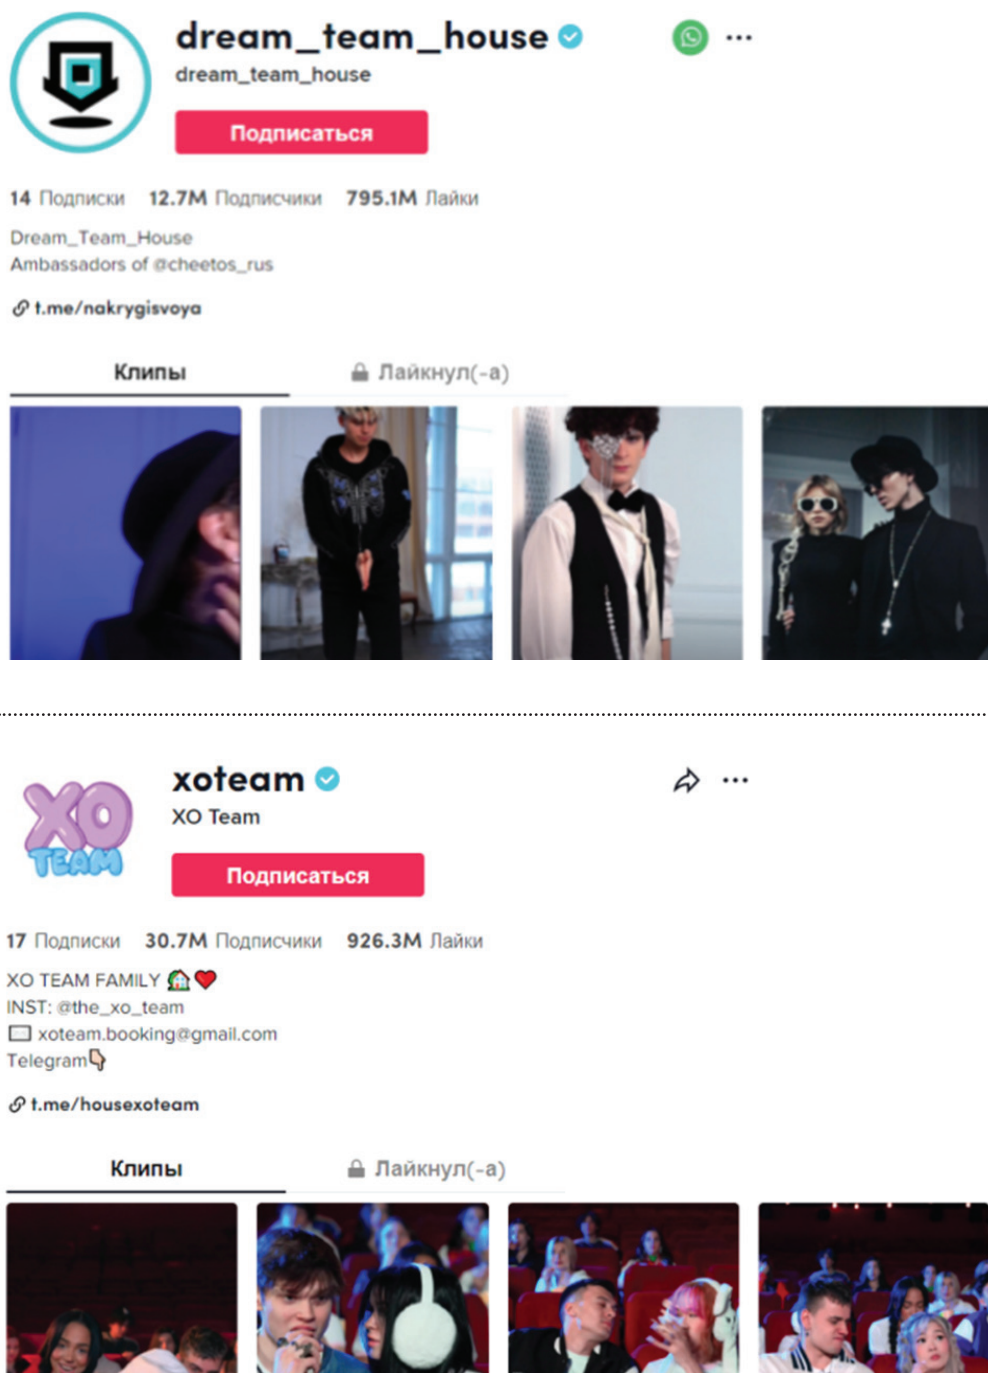 dream_team_house
dream_team_house
Подписаться
14 Подписки 12.7M Подписчики 795.1M Лайки
Dream_Team_House
Ambassadors of @cheetos_rus
t.me/nakrygisvoya
Клипы Лайкнул(-а)
xoteam
XO TEAM
XO Team
Подписаться
17 Подписки 30.7M Подписчики 926.3M Лайки
XO TEAM FAMILY 🏠❤️
INST: @the_xo_team
xoteam.booking@gmail.com
Telegram👇
t.me/housexoteam
Клипы Лайкнул(-а)